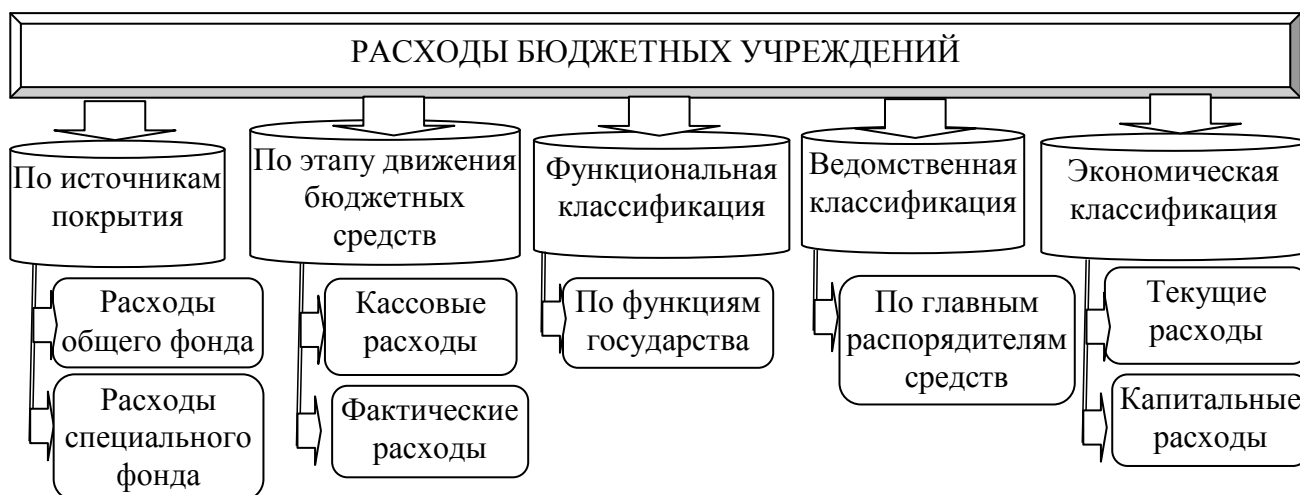 РАСХОДЫ БЮДЖЕТНЫХ УЧРЕЖДЕНИЙ
По источникам
покрытия
Расходы
общего фонда
Расходы
специального
фонда
По этапу движения
бюджетных
средств
Кассовые
расходы
Фактические
расходы
Функциональная
классификация
По функциям
государства
Ведомственная
классификация
По главным
распорядителям
средств
Экономическая
классификация
Текущие
расходы
Капитальные
расходы